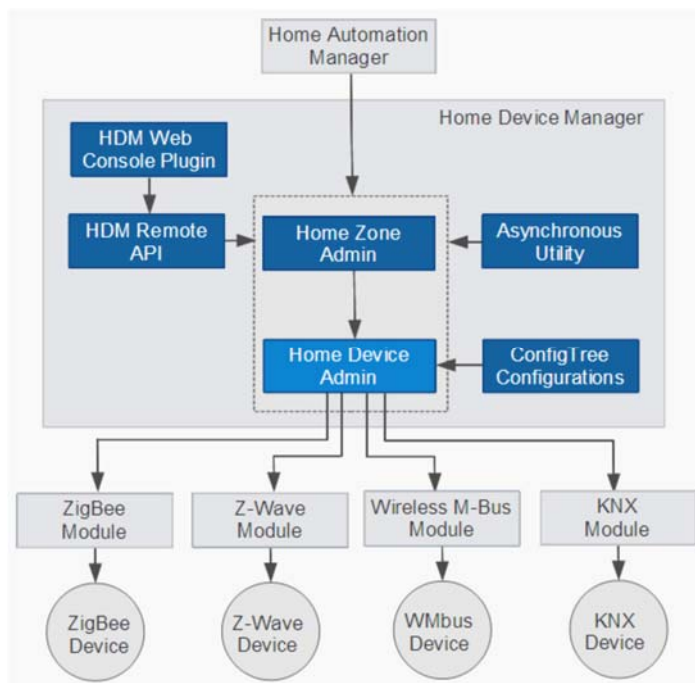 Home Automation
Manager
Home Device Manager
HDM Web
Console Plugin
HDM Remote
API
Home Zone
Admin
Asynchronous
Utility
Home Device
Admin
ConfigTree
Configurations
ZigBee
Module
Z-Wave
Module
Wireless M-Bus
Module
KNX
Module
ZigBee
Device
Z-Wave
Device
WMbus
Device
KNX
Device